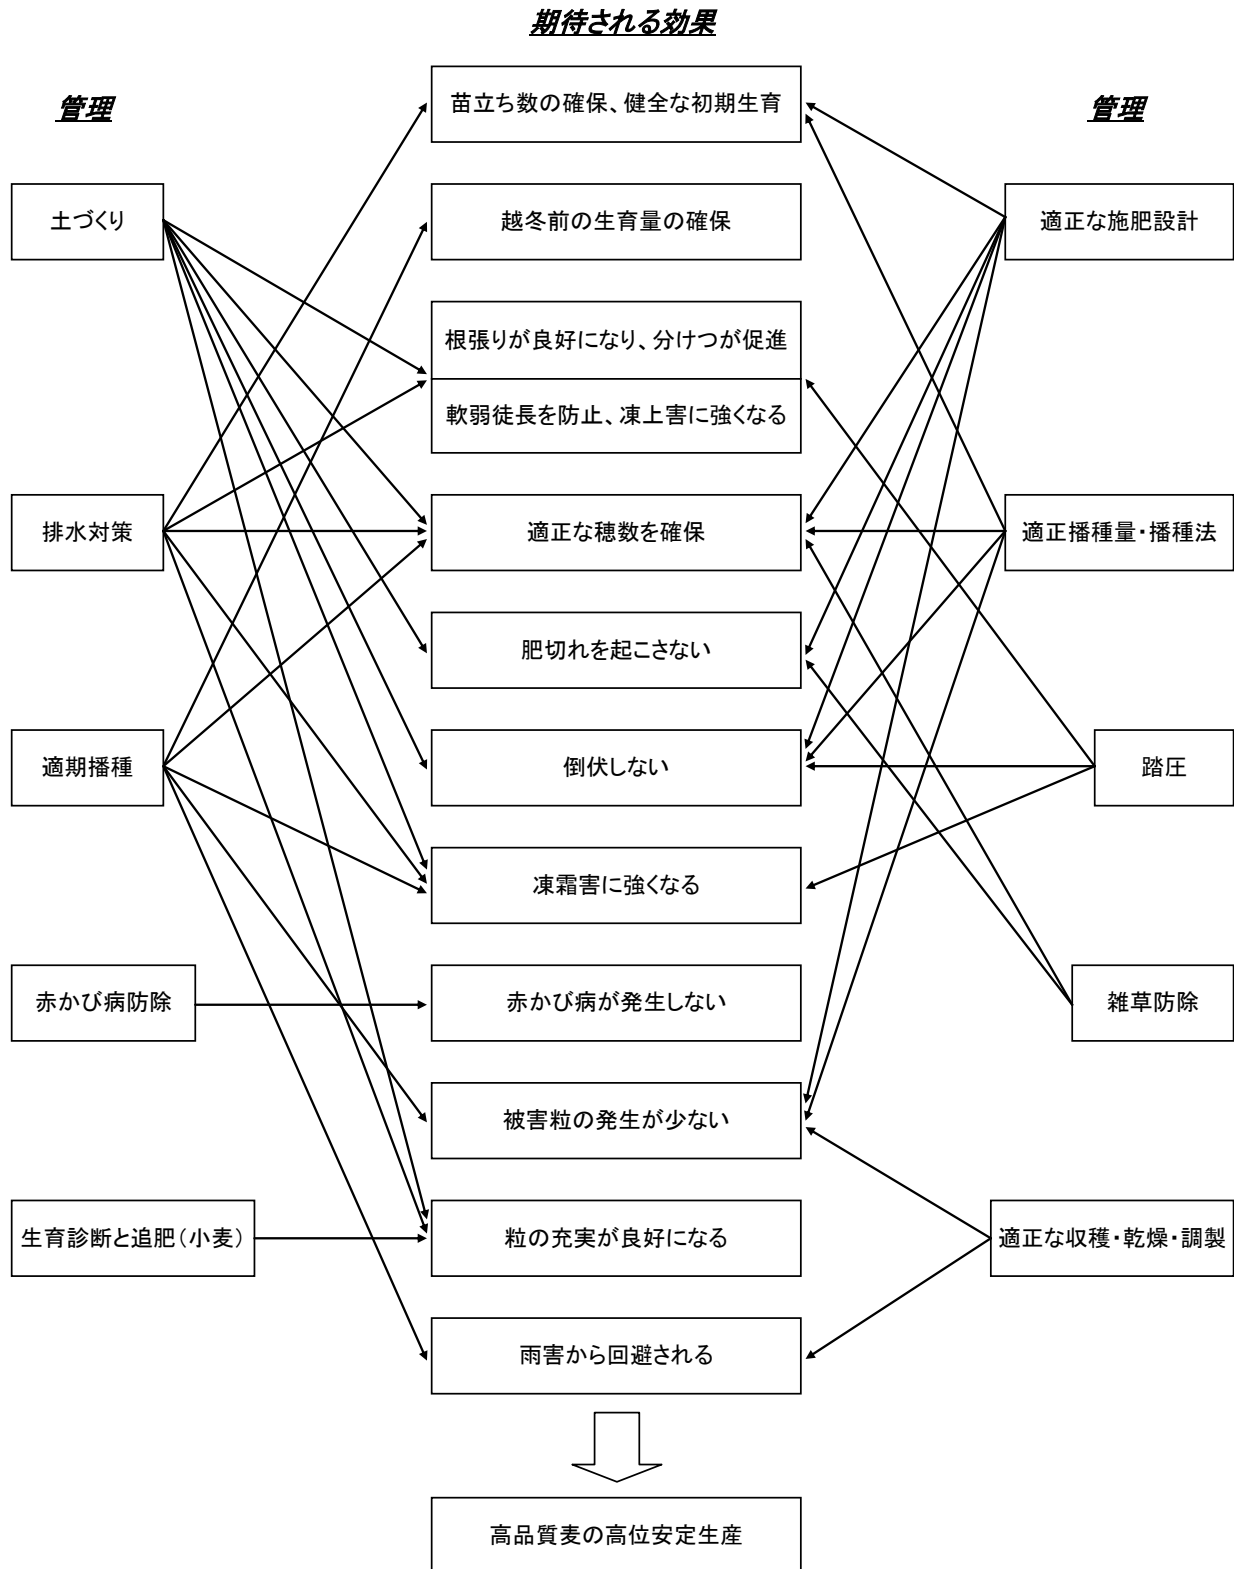 期待される効果
管理
管理
苗立ち数の確保、健全な初期生育
土づくり
越冬前の生育量の確保
適正な施肥設計
根張りが良好になり、分けつが促進
軟弱徒長を防止、凍上害に強くなる
排水対策
適正な穂数を確保
適正播種量・播種法
肥切れを起こさない
適期播種
倒伏しない
踏圧
凍霜害に強くなる
赤かび病防除
赤かび病が発生しない
雑草防除
被害粒の発生が少ない
生育診断と追肥(小麦)
粒の充実が良好になる
適正な収穫・乾燥・調製
雨害から回避される
高品質麦の高位安定生産